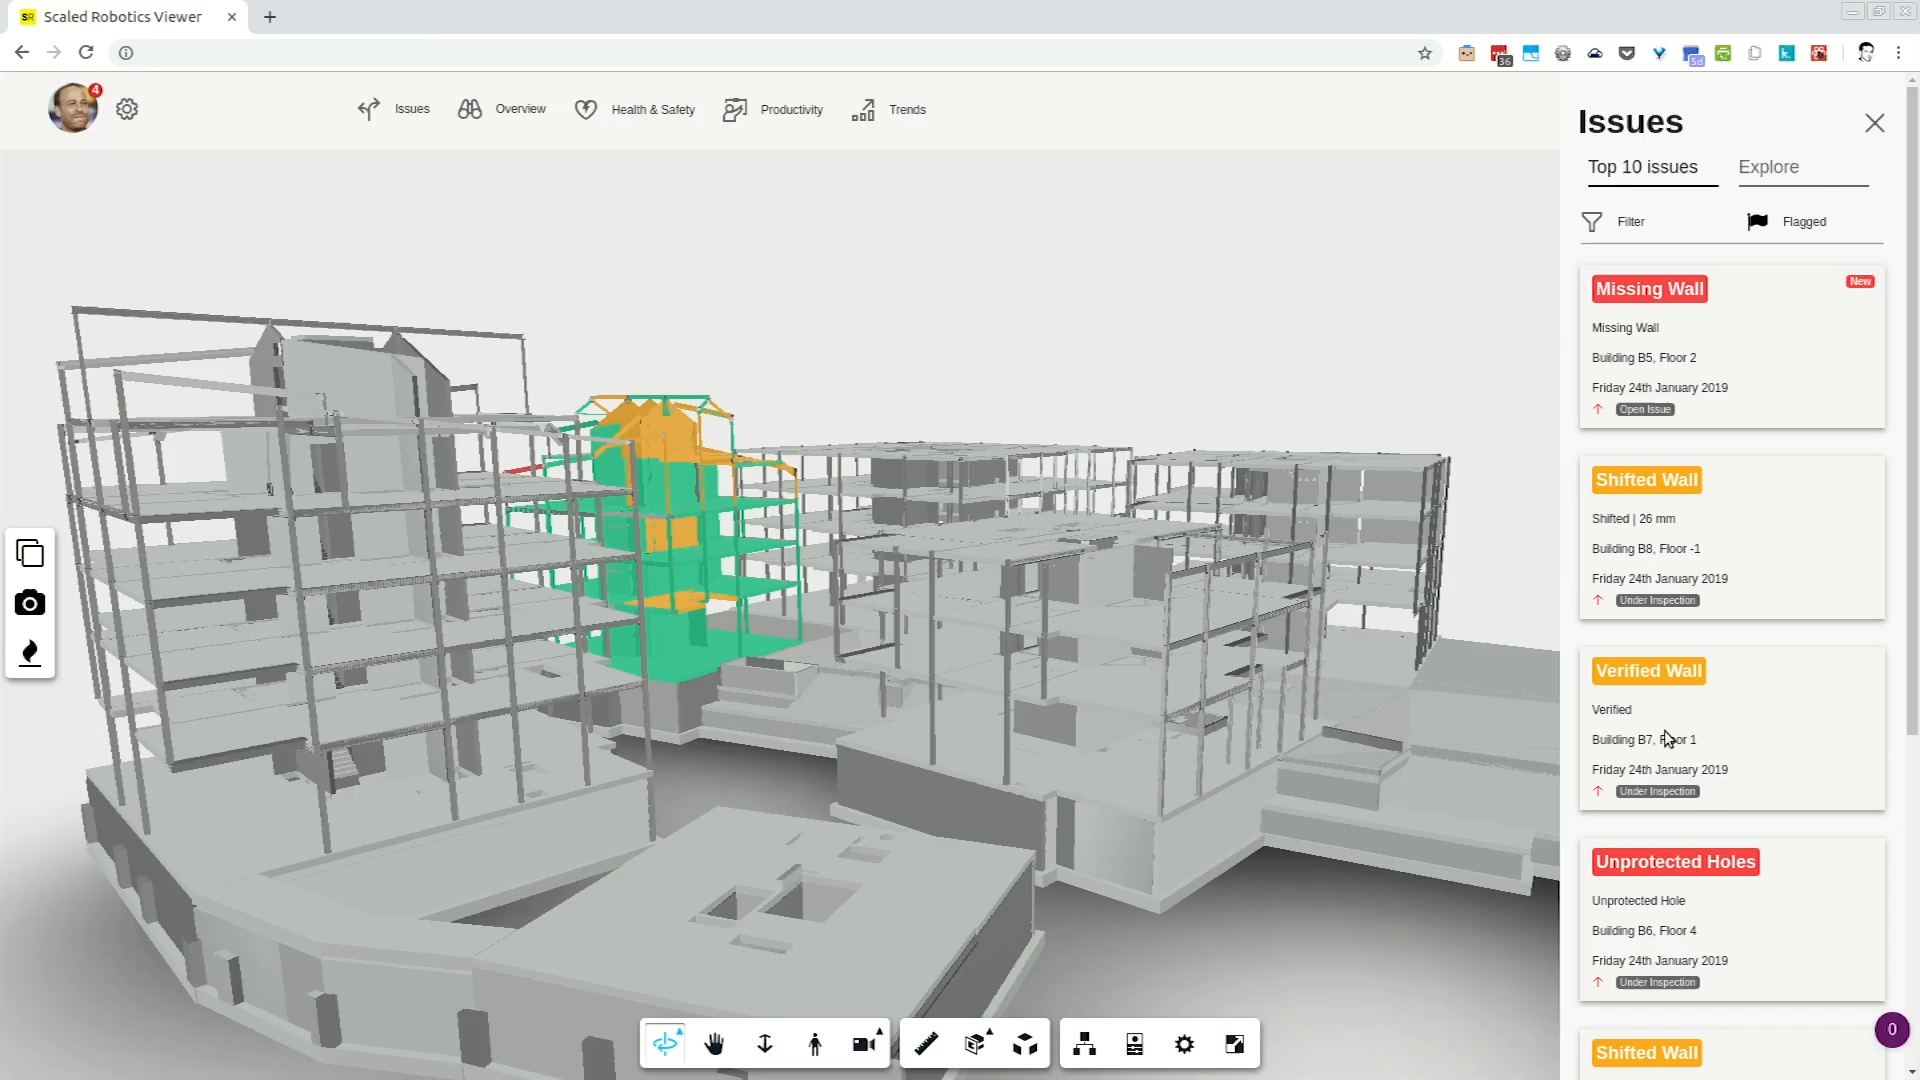 SR Scaled Robotics Viewer
36
5d
k.
4
Issues
Overview
Health & Safety
Productivity
Trends
Issues
Top 10 issues
Explore
Filter
Flagged
Missing Wall
New
Missing Wall
Building B5, Floor 2
Friday 24th January 2019
Open Issue
Shifted Wall
Shifted | 26 mm
Building B8, Floor -1
Friday 24th January 2019
Under Inspection
Verified Wall
Verified
Building B7, Floor 1
Friday 24th January 2019
Under Inspection
Unprotected Holes
Unprotected Hole
Building B6, Floor 4
Friday 24th January 2019
Under Inspection
Shifted Wall
0